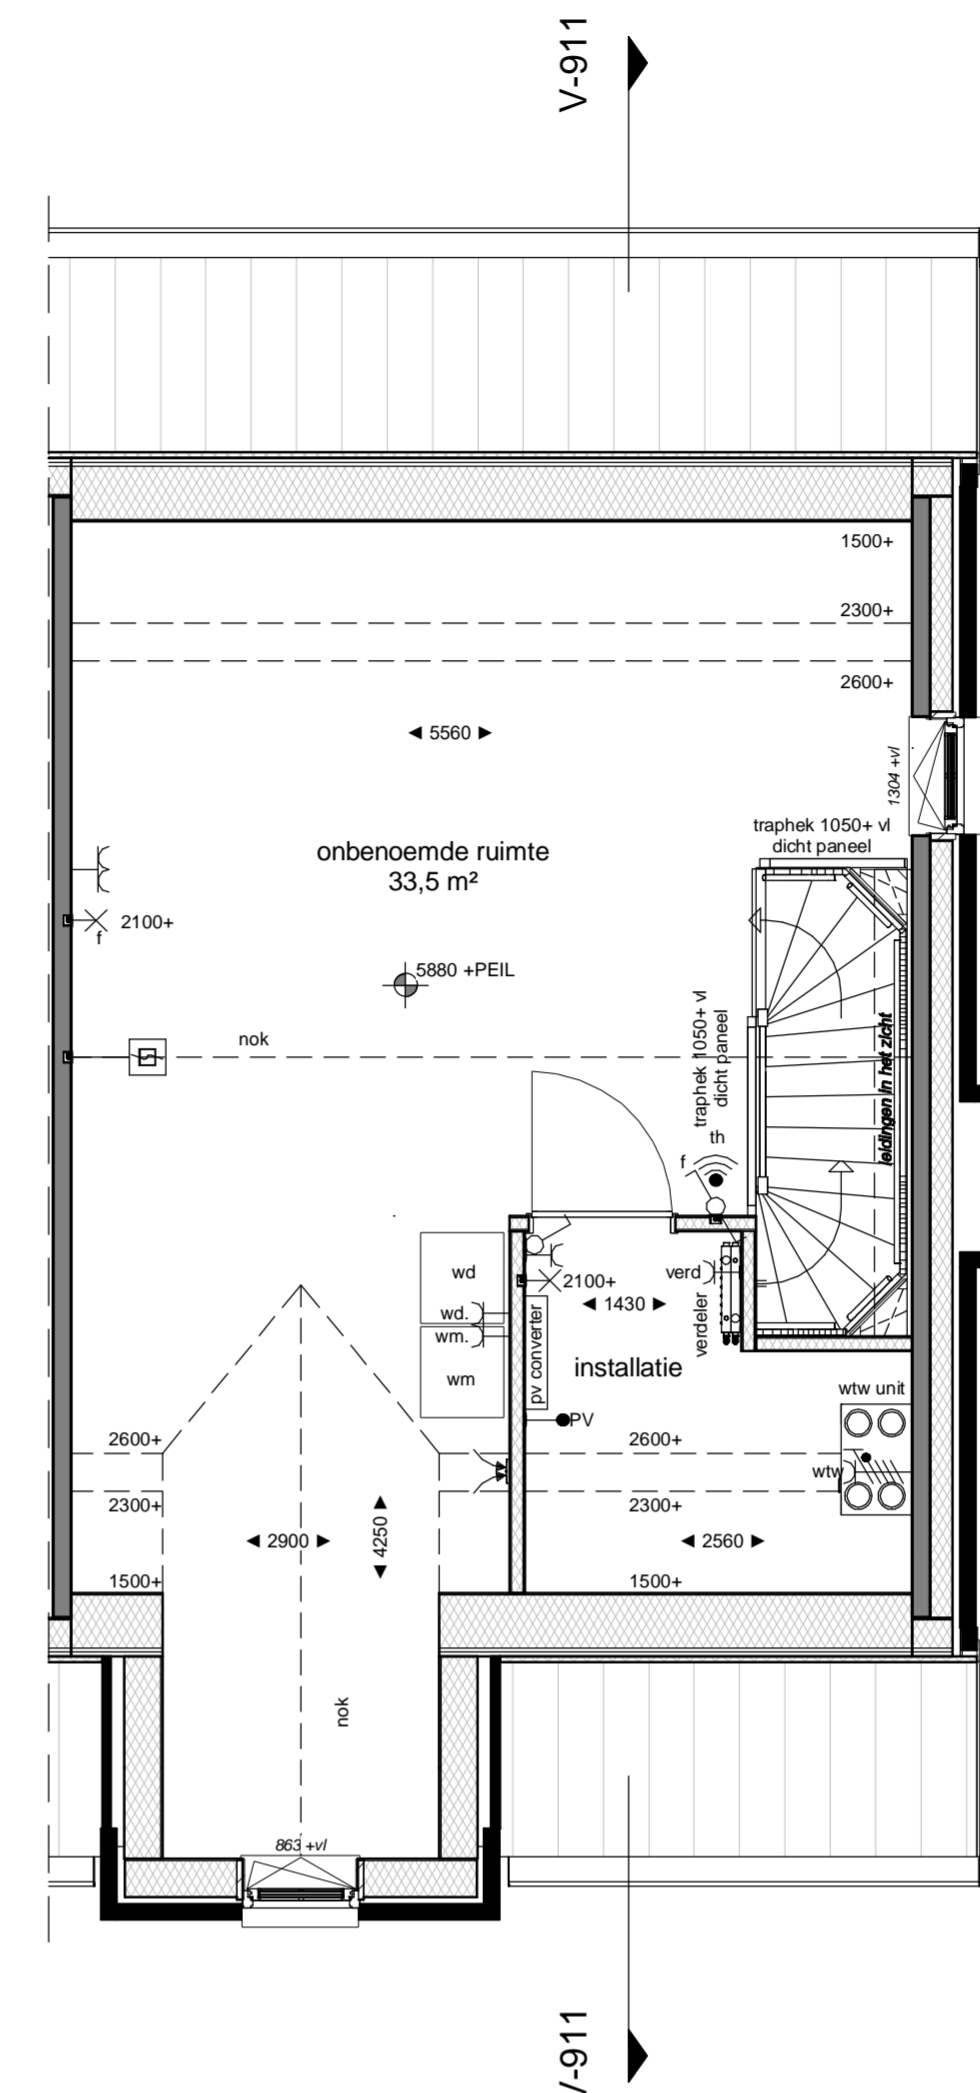 V-911
1500+
2300+
2600+
◄ 5560 ►
1304 +vl
traphek 1050+ vl
dicht paneel
onbenoemde ruimte
33,5 m²
2100+
f
5880 +PEIL
nok
traphek 1050+ vl
dicht paneel
leidingen in het zicht
th
f
wd
wd.
wm.
wm
2100+
◄ 1430 ►
verd
verdeler
pv converter
installatie
PV
wtw unit
wtw
2600+
2300+
1500+
◄ 2900 ►
◄ 4250 ►
2600+
2300+
◄ 2560 ►
1500+
nok
863 +vl
V-911